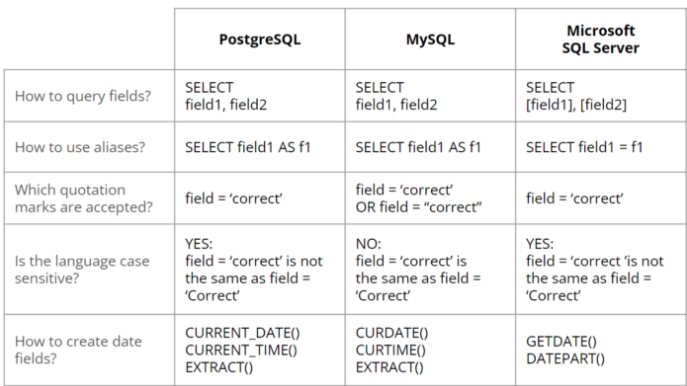 PostgreSQL
MySQL
Microsoft
SQL Server
How to query fields?
SELECT
field1, field2
SELECT
field1, field2
SELECT
[field1], [field2]
How to use aliases?
SELECT field1 AS f1
SELECT field1 AS f1
SELECT field1 = f1
Which quotation
marks are accepted?
field = ‘correct’
field = ‘correct’
OR field = “correct”
field = ‘correct’
Is the language case
sensitive?
YES:
field = ‘correct’ is not
the same as field =
‘Correct’
NO:
field = ‘correct’ is
the same as field =
‘Correct’
YES:
field = ‘correct ’is not
the same as field =
‘Correct’
How to create date
fields?
CURRENT_DATE()
CURRENT_TIME()
EXTRACT()
CURDATE()
CURTIME()
EXTRACT()
GETDATE()
DATEPART()